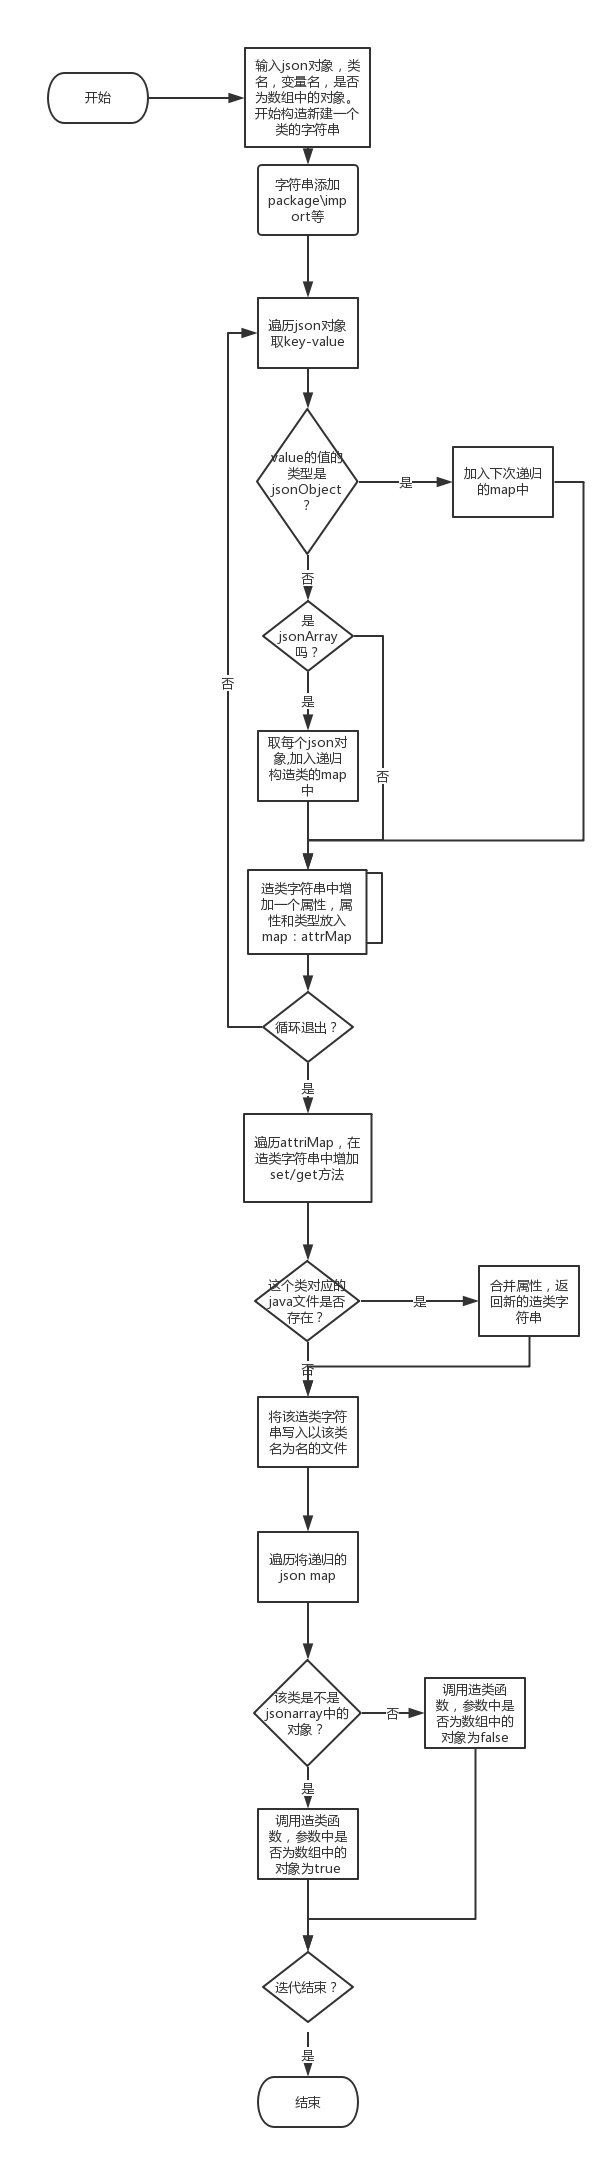 开始
输入json对象，类
名，变量名，是否
为数组中的对象。
开始构造新建一个
类的字符串
字符串添加
package\imp
ort等
遍历json对象
取key-value
value的值的
类型是
jsonObject
？
是
加入下次递归
的map中
否
是
jsonArray
吗？
否
是
取每个json对
象,加入递归
构造类的map
中
否
造类字符串中增
加一个属性，属
性和类型放入
map：attrMap
循环退出？
是
遍历attriMap，在
造类字符串中增加
set/get方法
这个类对应的
java文件是否
存在？
是
合并属性，返
回新的造类字
符串
否
将该造类字符
串写入以该类
名为名的文件
遍历将递归的
json map
该类是不是
jsonarray中的
对象？
否
调用造类函
数，参数中是
否为数组中的
对象为false
是
调用造类函
数，参数中是
否为数组中的
对象为true
迭代结束？
是
结束